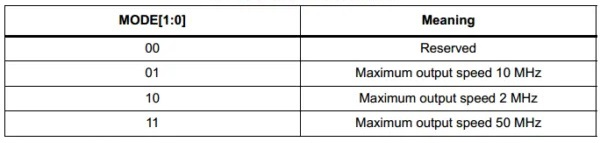 MODE[1:0] Meaning
00 Reserved
01 Maximum output speed 10 MHz
10 Maximum output speed 2 MHz
11 Maximum output speed 50 MHz